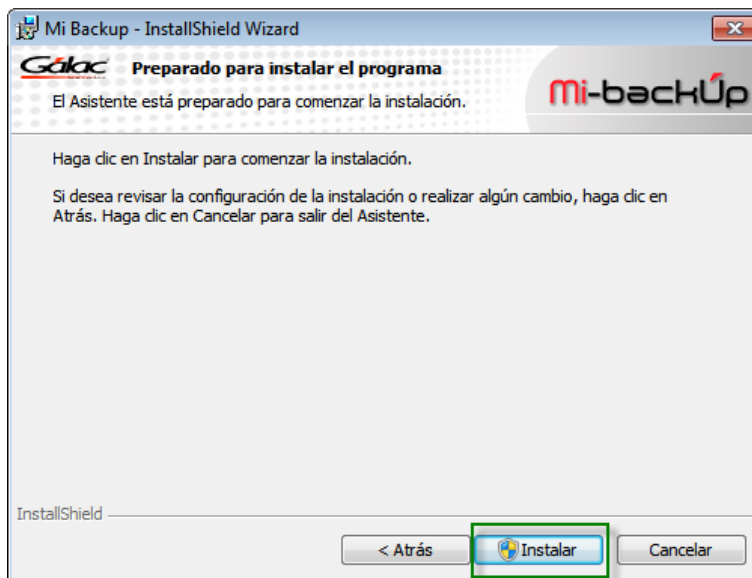 Mi Backup - InstallShield Wizard
Gálac Preparado para instalar el programa
El Asistente está preparado para comenzar la instalación.
Mi-backÚp
Haga clic en Instalar para comenzar la instalación.
Si desea revisar la configuración de la instalación o realizar algún cambio, haga clic en
Atrás. Haga clic en Cancelar para salir del Asistente.
InstallShield
< Atrás
Instalar
Cancelar